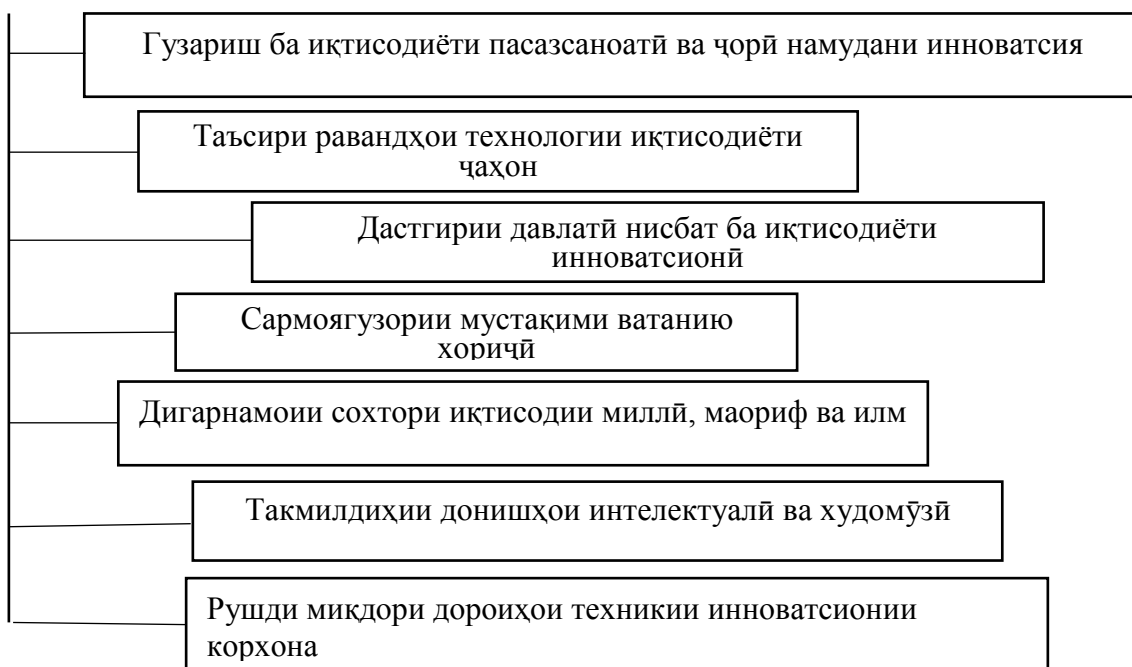 Гузариш ба иқтисодиёти пасазсаноатӣ ва ҷорӣ намудани инноватсия
Таъсири равандҳои технологии иқтисодиёти
ҷаҳон
Дастгирии давлатӣ нисбат ба иқтисодиёти
инноватсионӣ
Сармоягузории мустақими ватанию
хориҷӣ
Дигарнамоии сохтори иқтисодии миллӣ, маориф ва илм
Такмилдиҳии донишҳои интелектуалӣ ва худомӯзӣ
Рушди миқдори дороиҳои техникии инноватсионии
корхона